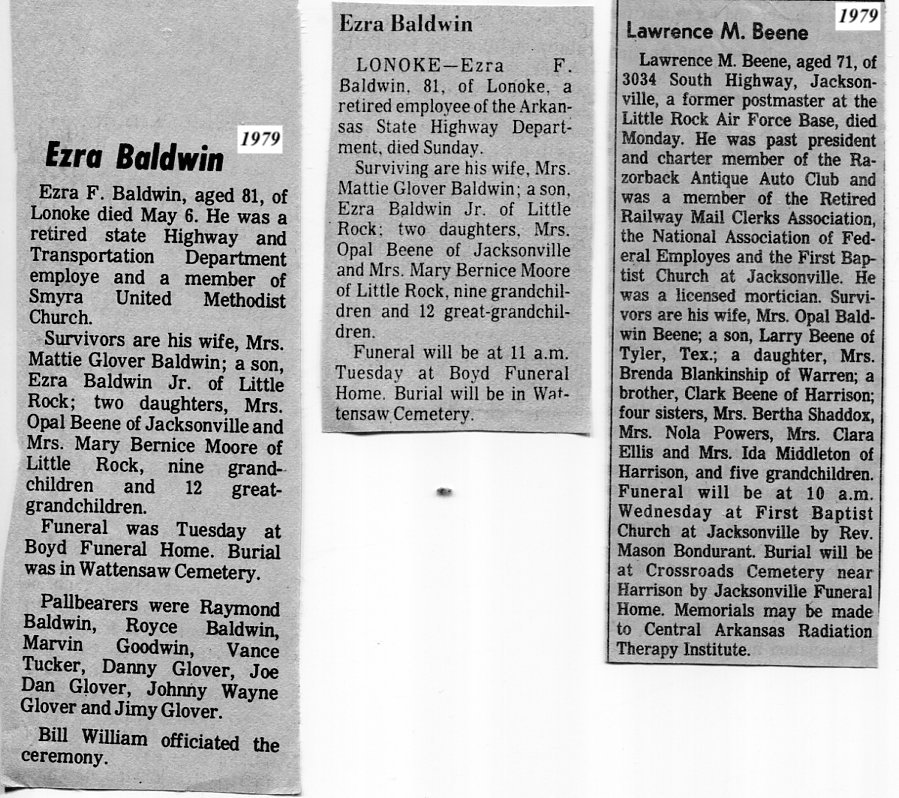 1979
Ezra Baldwin
Ezra F. Baldwin, aged 81, of
Lonoke died May 6. He was a
retired state Highway and
Transportation Department
employe and a member of
Smyra United Methodist
Church.
Survivors are his wife, Mrs.
Mattie Glover Baldwin; a son,
Ezra Baldwin Jr. of Little
Rock; two daughters, Mrs.
Opal Beene of Jacksonville and
Mrs. Mary Bernice Moore of
Little Rock, nine grand-
children and 12 great-
grandchildren.
Funeral was Tuesday at
Boyd Funeral Home. Burial
was in Wattensaw Cemetery.
Pallbearers were Raymond
Baldwin, Royce Baldwin,
Marvin Goodwin, Vance
Tucker, Danny Glover, Joe
Dan Glover, Johnny Wayne
Glover and Jimy Glover.
Bill William officiated the
ceremony.
Ezra Baldwin
LONOKE—Ezra F.
Baldwin, 81, of Lonoke, a
retired employee of the Arkan-
sas State Highway Depart-
ment, died Sunday.
Surviving are his wife, Mrs.
Mattie Glover Baldwin; a son,
Ezra Baldwin Jr. of Little
Rock; two daughters, Mrs.
Opal Beene of Jacksonville
and Mrs. Mary Bernice Moore
of Little Rock, nine grandchil-
dren and 12 great-grandchil-
dren.
Funeral will be at 11 a.m.
Tuesday at Boyd Funeral
Home. Burial will be in Wat-
tensaw Cemetery.
1979
Lawrence M. Beene
Lawrence M. Beene, aged 71, of
3034 South Highway, Jackson-
ville, a former postmaster at the
Little Rock Air Force Base, died
Monday. He was past president
and charter member of the Ra-
zorback Antique Auto Club and
was a member of the Retired
Railway Mail Clerks Association,
the National Association of Fed-
eral Employes and the First Bap-
tist Church at Jacksonville. He
was a licensed mortician. Survi-
vors are his wife, Mrs. Opal Bald-
win Beene; a son, Larry Beene of
Tyler, Tex.; a daughter, Mrs.
Brenda Blankinship of Warren; a
brother, Clark Beene of Harrison;
four sisters, Mrs. Bertha Shaddox,
Mrs. Nola Powers, Mrs. Clara
Ellis and Mrs. Ida Middleton of
Harrison, and five grandchildren.
Funeral will be at 10 a.m.
Wednesday at First Baptist
Church at Jacksonville by Rev.
Mason Bondurant. Burial will be
at Crossroads Cemetery near
Harrison by Jacksonville Funeral
Home. Memorials may be made
to Central Arkansas Radiation
Therapy Institute.